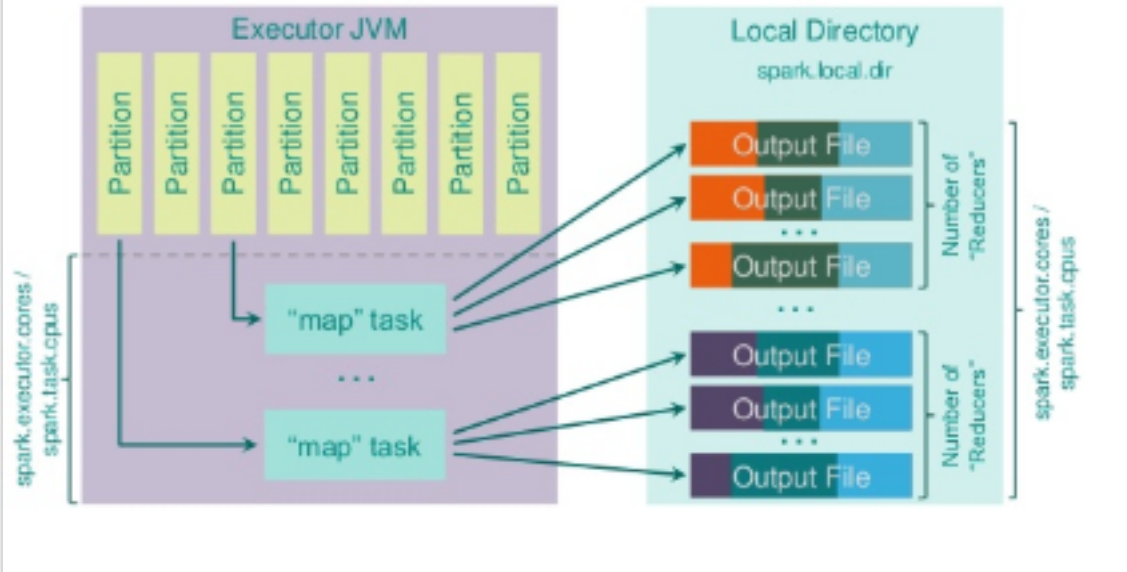 Executor JVM
Partition
Partition
Partition
Partition
Partition
Partition
Partition
Partition
spark.executor.cores /
spark.task.cpus
“map” task
...
“map” task
Local Directory
spark.local.dir
Output File
Output File
...
Output File
...
Output File
Output File
...
Output File
Number of
“Reducers”
Number of
“Reducers”
spark.executor.cores /
spark.task.cpus